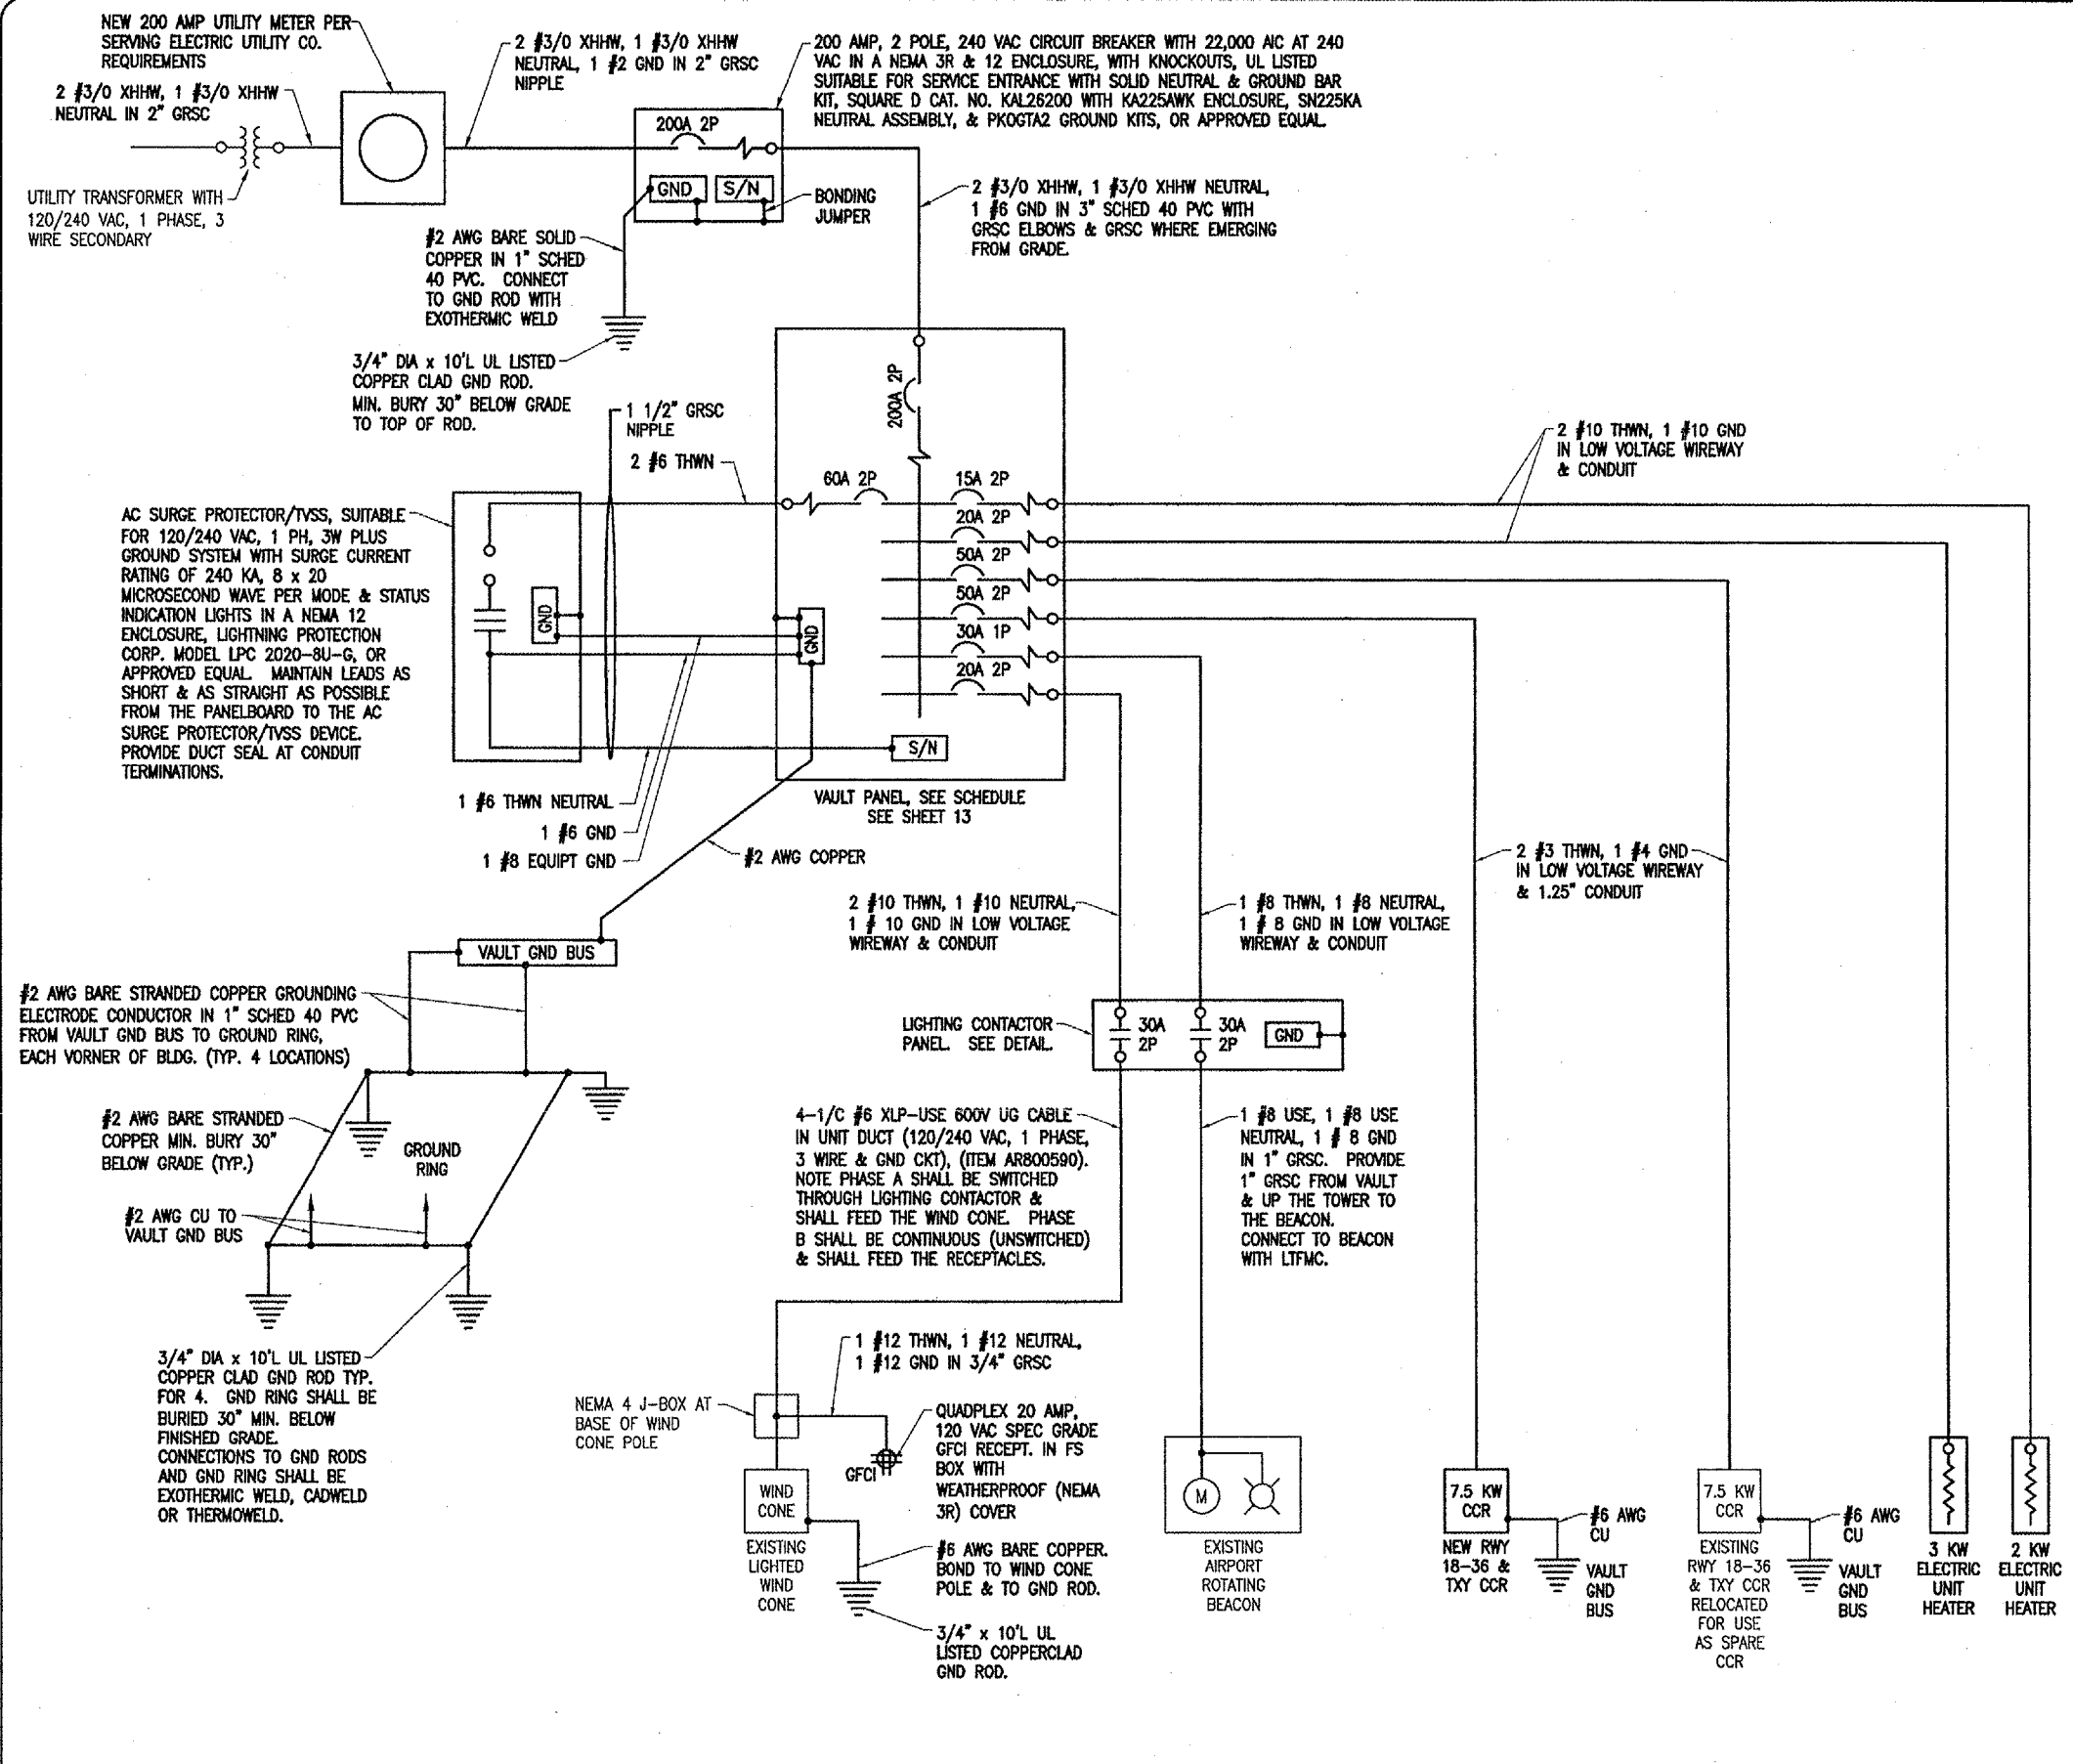 NEW 200 AMP UTILITY METER PER
SERVING ELECTRIC UTILITY CO.
REQUIREMENTS
2 #3/0 XHHW, 1 #3/0 XHHW
NEUTRAL IN 2" GRSC
UTILITY TRANSFORMER WITH
120/240 VAC, 1 PHASE, 3
WIRE SECONDARY
2 #3/0 XHHW, 1 #3/0 XHHW
NEUTRAL, 1 #2 GND IN 2" GRSC
NIPPLE
200 AMP, 2 POLE, 240 VAC CIRCUIT BREAKER WITH 22,000 AIC AT 240
VAC IN A NEMA 3R & 12 ENCLOSURE, WITH KNOCKOUTS, UL LISTED
SUITABLE FOR SERVICE ENTRANCE WITH SOLID NEUTRAL & GROUND BAR
KIT, SQUARE D CAT. NO. KAL26200 WITH KA225AWK ENCLOSURE, SN225KA
NEUTRAL ASSEMBLY, & PKOGTA2 GROUND KITS, OR APPROVED EQUAL.
200A 2P
GND
S/N
BONDING
JUMPER
2 #3/0 XHHW, 1 #3/0 XHHW NEUTRAL,
1 #6 GND IN 3" SCHED 40 PVC WITH
GRSC ELBOWS & GRSC WHERE EMERGING
FROM GRADE.
#2 AWG BARE SOLID
COPPER IN 1" SCHED
40 PVC. CONNECT
TO GND ROD WITH
EXOTHERMIC WELD
3/4" DIA x 10'L UL LISTED
COPPER CLAD GND ROD.
MIN. BURY 30" BELOW GRADE
TO TOP OF ROD.
1 1/2" GRSC
NIPPLE
2 #6 THWN
200A 2P
60A 2P
15A 2P
20A 2P
50A 2P
50A 2P
30A 1P
20A 2P
GND
GND
S/N
2 #10 THWN, 1 #10 GND
IN LOW VOLTAGE WIREWAY
& CONDUIT
AC SURGE PROTECTOR/TVSS, SUITABLE
FOR 120/240 VAC, 1 PH, 3W PLUS
GROUND SYSTEM WITH SURGE CURRENT
RATING OF 240 KA, 8 x 20
MICROSECOND WAVE PER MODE & STATUS
INDICATION LIGHTS IN A NEMA 12
ENCLOSURE, LIGHTNING PROTECTION
CORP. MODEL LPC 2020-8U-G, OR
APPROVED EQUAL. MAINTAIN LEADS AS
SHORT & AS STRAIGHT AS POSSIBLE
FROM THE PANELBOARD TO THE AC
SURGE PROTECTOR/TVSS DEVICE.
PROVIDE DUCT SEAL AT CONDUIT
TERMINATIONS.
1 #6 THWN NEUTRAL
1 #6 GND
1 #8 EQUIPT GND
VAULT PANEL, SEE SCHEDULE
SEE SHEET 13
#2 AWG COPPER
2 #3 THWN, 1 #4 GND
IN LOW VOLTAGE WIREWAY
& 1.25" CONDUIT
2 #10 THWN, 1 #10 NEUTRAL,
1 # 10 GND IN LOW VOLTAGE
WIREWAY & CONDUIT
1 #8 THWN, 1 #8 NEUTRAL,
1 # 8 GND IN LOW VOLTAGE
WIREWAY & CONDUIT
VAULT GND BUS
#2 AWG BARE STRANDED COPPER GROUNDING
ELECTRODE CONDUCTOR IN 1" SCHED 40 PVC
FROM VAULT GND BUS TO GROUND RING,
EACH VORNER OF BLDG. (TYP. 4 LOCATIONS)
LIGHTING CONTACTOR
PANEL. SEE DETAIL.
30A
2P
30A
2P
GND
#2 AWG BARE STRANDED
COPPER MIN. BURY 30"
BELOW GRADE (TYP.)
GROUND
RING
#2 AWG CU TO
VAULT GND BUS
4-1/C #6 XLP-USE 600V UG CABLE
IN UNIT DUCT (120/240 VAC, 1 PHASE,
3 WIRE & GND CKT), (ITEM AR800590).
NOTE PHASE A SHALL BE SWITCHED
THROUGH LIGHTING CONTACTOR &
SHALL FEED THE WIND CONE. PHASE
B SHALL BE CONTINUOUS (UNSWITCHED)
& SHALL FEED THE RECEPTACLES.
1 #8 USE, 1 #8 USE
NEUTRAL, 1 # 8 GND
IN 1" GRSC. PROVIDE
1" GRSC FROM VAULT
& UP THE TOWER TO
THE BEACON.
CONNECT TO BEACON
WITH LTFMC.
3/4" DIA x 10'L UL LISTED
COPPER CLAD GND ROD TYP.
FOR 4. GND RING SHALL BE
BURIED 30" MIN. BELOW
FINISHED GRADE.
CONNECTIONS TO GND RODS
AND GND RING SHALL BE
EXOTHERMIC WELD, CADWELD
OR THERMOWELD.
1 #12 THWN, 1 #12 NEUTRAL,
1 #12 GND IN 3/4" GRSC
NEMA 4 J-BOX AT
BASE OF WIND
CONE POLE
GFCI
QUADPLEX 20 AMP,
120 VAC SPEC GRADE
GFCI RECEPT. IN FS
BOX WITH
WEATHERPROOF (NEMA
3R) COVER
WIND
CONE
EXISTING
LIGHTED
WIND
CONE
#6 AWG BARE COPPER.
BOND TO WIND CONE
POLE & TO GND ROD.
3/4" x 10'L UL
LISTED COPPERCLAD
GND ROD.
M
EXISTING
AIRPORT
ROTATING
BEACON
7.5 KW
CCR
NEW RWY
18-36 &
TXY CCR
#6 AWG
CU
VAULT
GND
BUS
7.5 KW
CCR
EXISTING
RWY 18-36
& TXY CCR
RELOCATED
FOR USE
AS SPARE
CCR
#6 AWG
CU
VAULT
GND
BUS
3 KW
ELECTRIC
UNIT
HEATER
2 KW
ELECTRIC
UNIT
HEATER